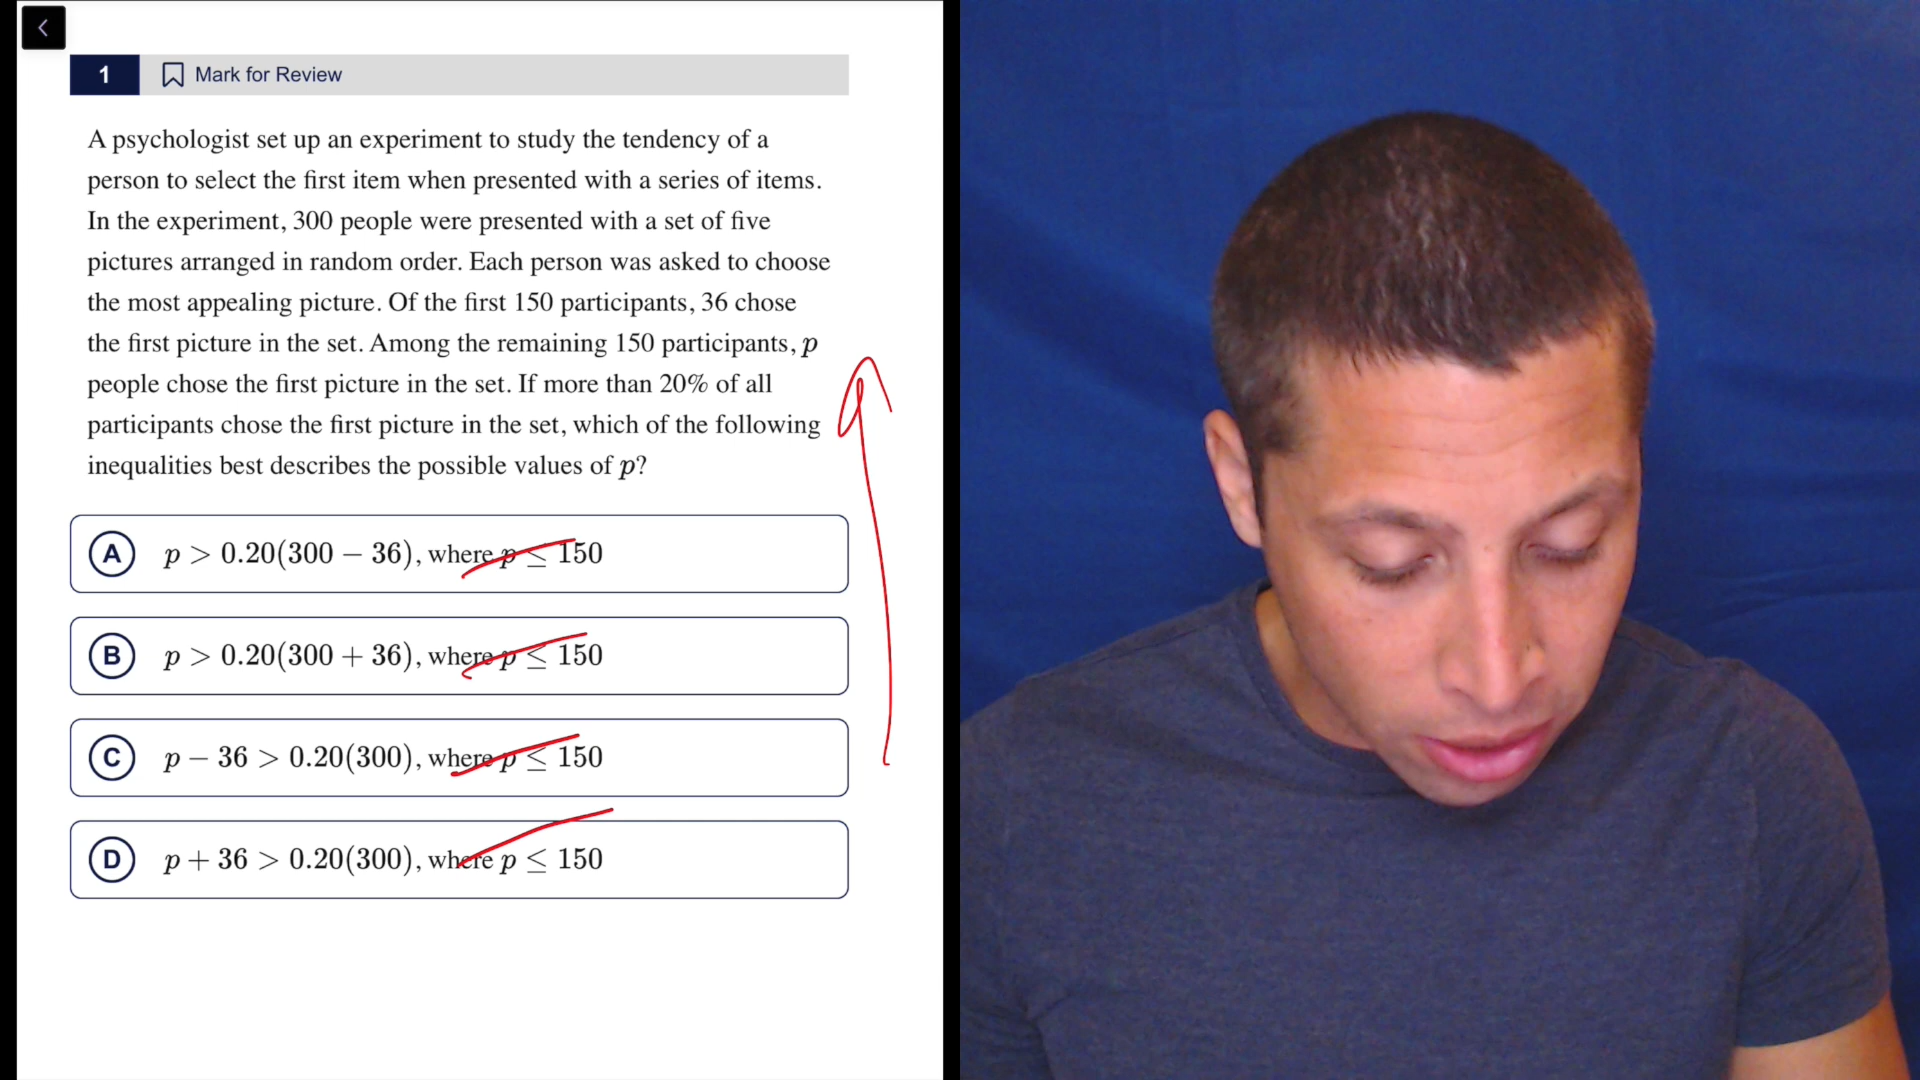 1 Mark for Review
A psychologist set up an experiment to study the tendency of a
person to select the first item when presented with a series of items.
In the experiment, 300 people were presented with a set of five
pictures arranged in random order. Each person was asked to choose
the most appealing picture. Of the first 150 participants, 36 chose
the first picture in the set. Among the remaining 150 participants, p
people chose the first picture in the set. If more than 20% of all
participants chose the first picture in the set, which of the following
inequalities best describes the possible values of p?
A p > 0.20(300 − 36), where p ≤ 150
B p > 0.20(300 + 36), where p ≤ 150
C p − 36 > 0.20(300), where p ≤ 150
D p + 36 > 0.20(300), where p ≤ 150